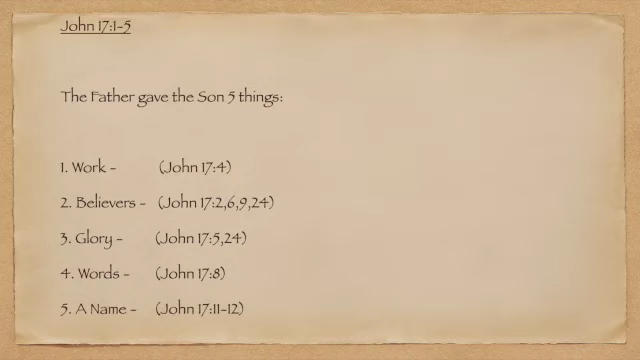 John 17:1-5
The Father gave the Son 5 things:
1. Work - (John 17:4)
2. Believers - (John 17:2,6,9,24)
3. Glory - (John 17:5,24)
4. Words - (John 17:8)
5. A Name - (John 17:11-12)